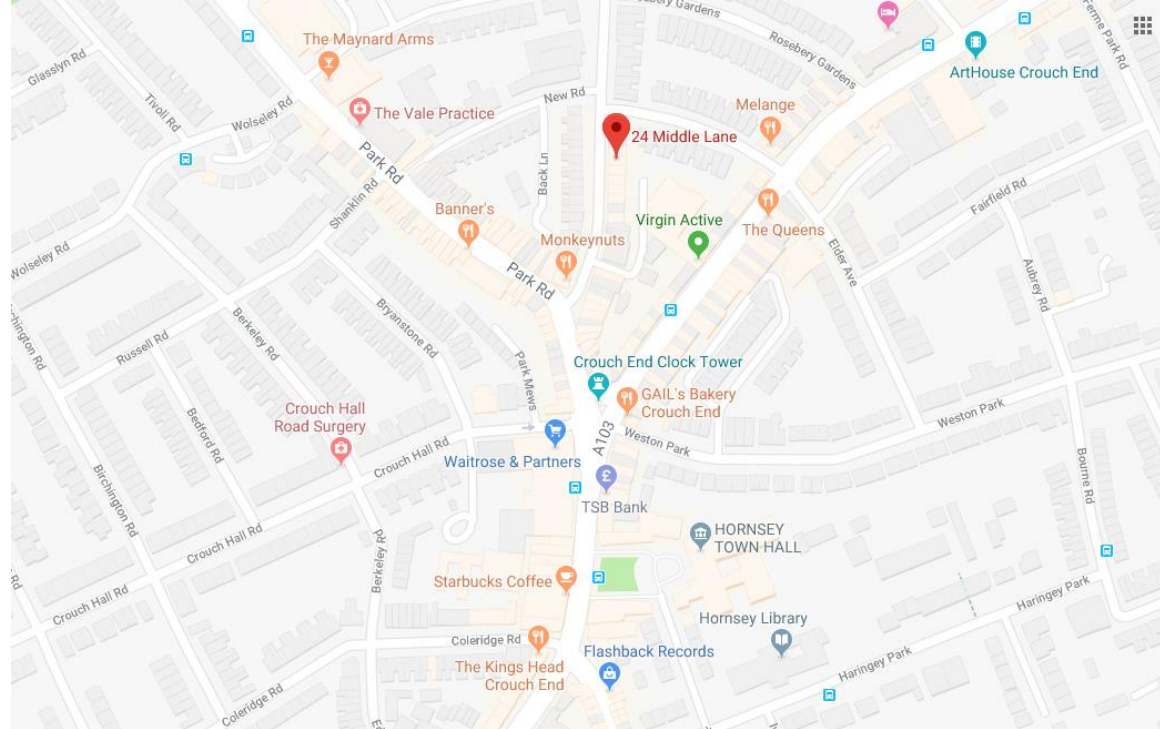 sebery Gardens
Ferme Park Rd
The Maynard Arms
Rosebery Gardens
Glasslyn Rd
ArtHouse Crouch End
Tivoli Rd
New Rd
Melange
Wolseley Rd
The Vale Practice
24 Middle Lane
Park Rd
Back Ln
Shanklin Rd
Fairfield Rd
Banner's
Virgin Active
The Queens
Monkeynuts
Wolseley Rd
Elder Ave
Park Rd
Aubrey Rd
Birchington Rd
Berkeley Rd
Bryanstone Rd
Russell Rd
Park Mews
Crouch End Clock Tower
GAIL's Bakery
Crouch End
Crouch Hall
Road Surgery
Bedford Rd
Weston Park
A103
Weston Park
Crouch Hall Rd
Waitrose & Partners
Bourne Rd
Birchington Rd
£
TSB Bank
HORNSEY
TOWN HALL
Crouch Hall Rd
Berkeley Rd
Rd
Starbucks Coffee
Haringey Park
Crouch Hall Rd
Hornsey Library
Coleridge Rd
Flashback Records
The Kings Head
Crouch End
Haringey Park
Coleridge Rd